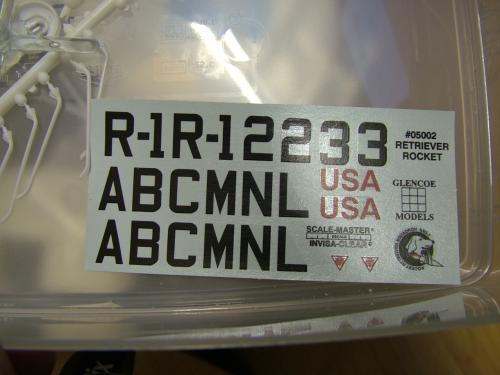 R-1R-12233
#05002
RETRIEVER
ROCKET
ABCMNL
USA
USA
GLENCOE
MODELS
ABCMNL
SCALE-MASTER®
INVISA-CLEAR®